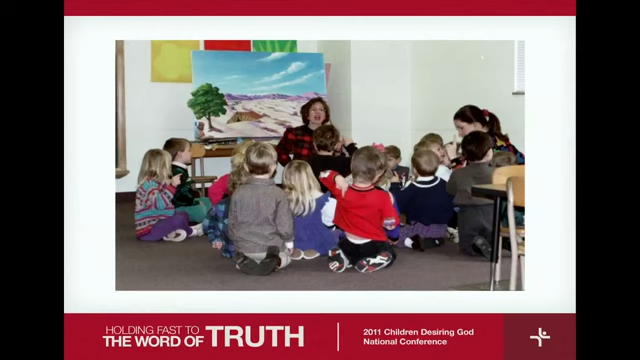 HOLDING FAST TO
THE WORD OF TRUTH
2011 Children Desiring God
National Conference